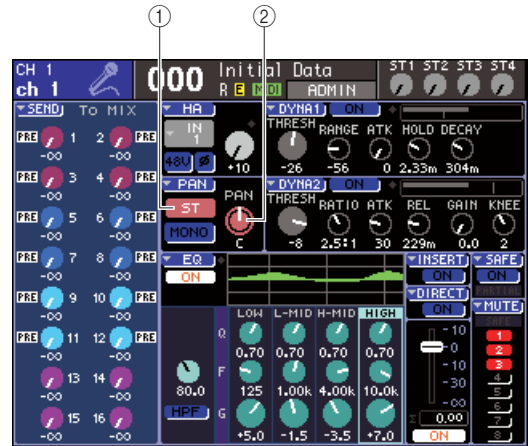 ① ②
CH 1
ch 1
000
Initial Data
R E MIDI ADMIN
ST1 ST2 ST3 ST4
SEND To MIX
PRE 1 2 PRE
-∞ -∞
PRE 3 4 PRE
-∞ -∞
PRE 5 6 PRE
-∞ -∞
PRE 7 8 PRE
-∞ -∞
PRE 9 10 PRE
-∞ -∞
PRE 11 12 PRE
-∞ -∞
13 14
-∞ -∞
15 16
-∞ -∞
HA
IN
1
48V Ø
+10
PAN
ST
MONO
PAN
C
DYNA1 ON
THRESH RANGE ATK HOLD DECAY
-26 -56 0 2.33m 304m
DYNA2 ON
THRESH RATIO ATK REL GAIN KNEE
-8 2.5:1 30 229m 0.0 2
EQ
ON
LOW L-MID H-MID HIGH
Q
0.70 0.70 0.70 0.70
80.0
F
125 1.00k 4.00k 10.0k
HPF
G
+5.0 -1.5 -3.5 +7.0
INSERT
ON
DIRECT
ON
10
0
-10
-30
-∞
Σ 0.00
ON
SAFE
ON
PARTIAL
MUTE
SAFE
1
2
3
4
5
6
7
8